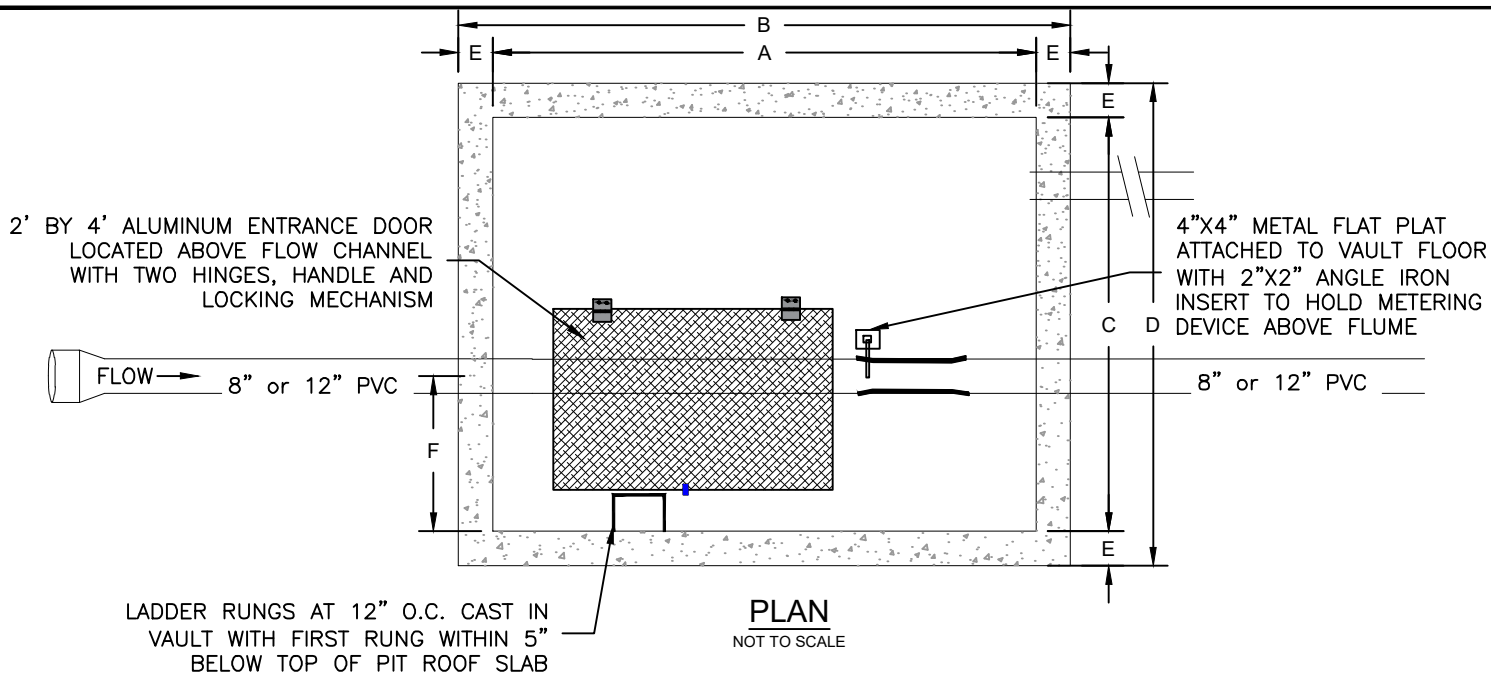 B
E
A
E
E
2' BY 4' ALUMINUM ENTRANCE DOOR
LOCATED ABOVE FLOW CHANNEL
WITH TWO HINGES, HANDLE AND
LOCKING MECHANISM
4"X4" METAL FLAT PLAT
ATTACHED TO VAULT FLOOR
WITH 2"X2" ANGLE IRON
INSERT TO HOLD METERING
DEVICE ABOVE FLUME
C
D
FLOW
8" or 12" PVC
8" or 12" PVC
F
E
LADDER RUNGS AT 12" O.C. CAST IN
VAULT WITH FIRST RUNG WITHIN 5"
BELOW TOP OF PIT ROOF SLAB
PLAN
NOT TO SCALE